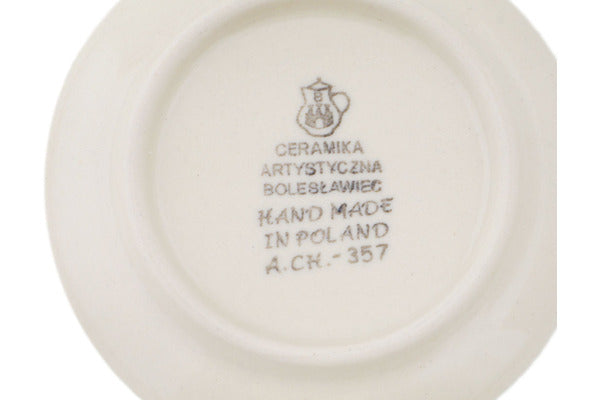 B
CERAMIKA
ARTYSTYCZNA
BOLESŁAWIEC
HAND MADE
IN POLAND
A.CH.-357